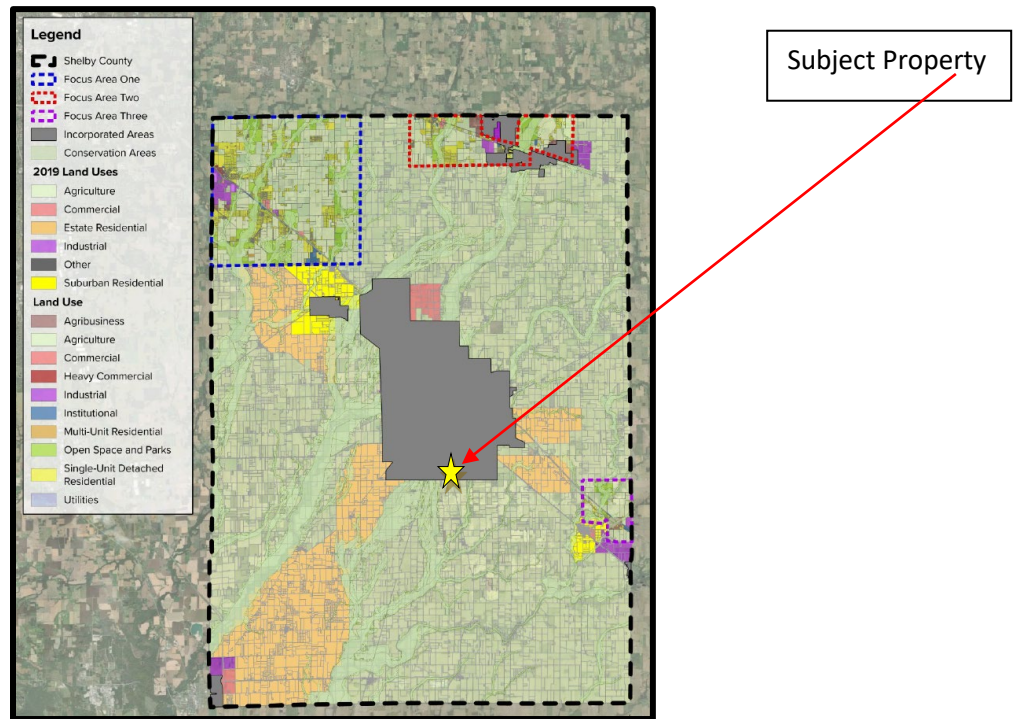 Legend
Shelby County
Focus Area One
Focus Area Two
Focus Area Three
Incorporated Areas
Conservation Areas
2019 Land Uses
Agriculture
Commercial
Estate Residential
Industrial
Other
Suburban Residential
Land Use
Agribusiness
Agriculture
Commercial
Heavy Commercial
Industrial
Institutional
Multi-Unit Residential
Open Space and Parks
Single-Unit Detached
Residential
Utilities
Subject Property